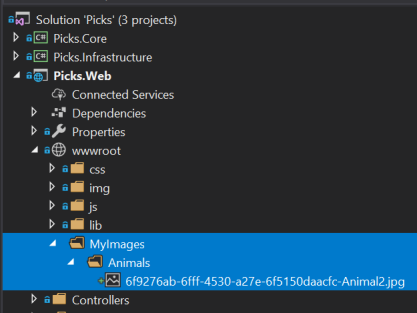 Solution 'Picks' (3 projects)
C# Picks.Core
C# Picks.Infrastructure
Picks.Web
Connected Services
Dependencies
Properties
wwwroot
css
img
js
lib
MyImages
Animals
6f9276ab-6fff-4530-a27e-6f5150daacfc-Animal2.jpg
Controllers